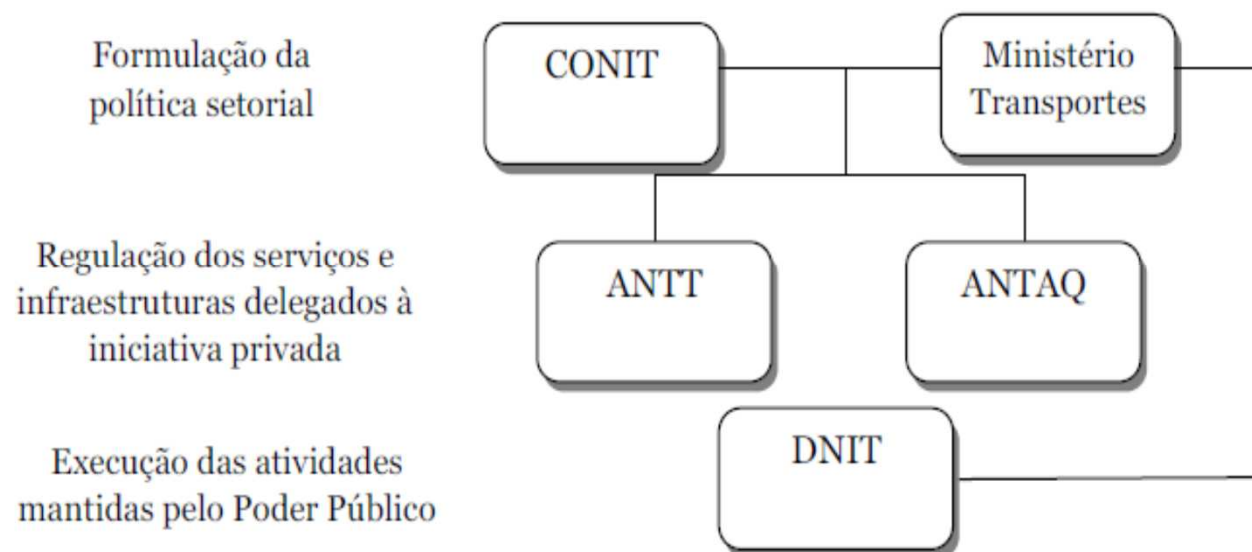 Formulação da
política setorial
CONIT
Ministério
Transportes
Regulação dos serviços e
infraestruturas delegados à
iniciativa privada
ANTT
ANTAQ
Execução das atividades
mantidas pelo Poder Público
DNIT